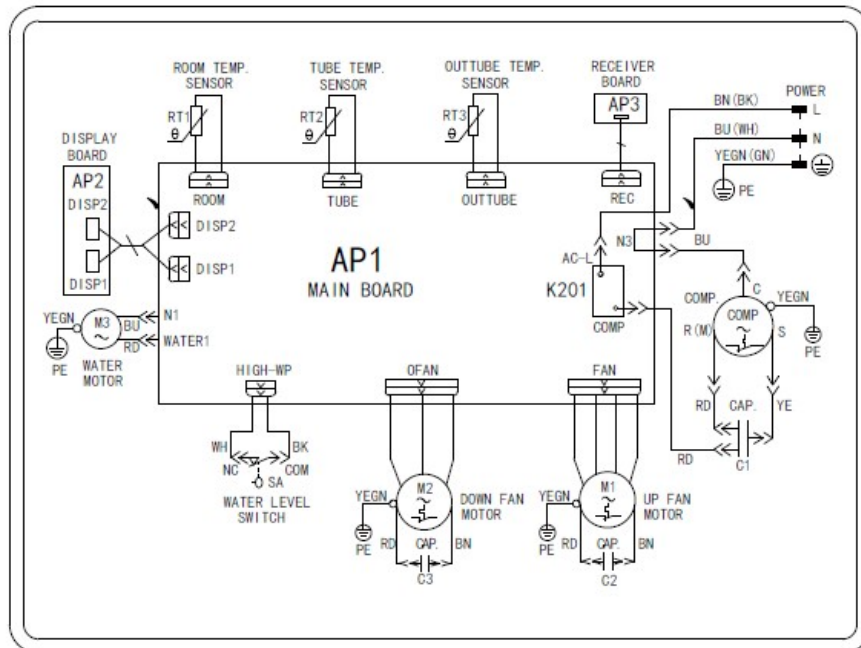 ROOM TEMP.
SENSOR
TUBE TEMP.
SENSOR
OUTTUBE TEMP.
SENSOR
RECEIVER
BOARD
AP3
POWER
BN(BK)
L
BU(WH)
N
YEGN(GN)
PE
RT1
θ
RT2
θ
RT3
θ
DISPLAY
BOARD
AP2
DISP2
DISP1
ROOM
TUBE
OUTTUBE
REC
DISP2
DISP1
AP1
MAIN BOARD
AC-L
K201
COMP
N3
BU
C
COMP.
COMP
YEGN
R(M)
S
PE
YEGN
M3
BU
RD
N1
WATER1
PE
WATER
MOTOR
HIGH-WP
OFAN
FAN
RD
CAP.
YE
RD
C1
WH
BK
NC
COM
SA
WATER LEVEL
SWITCH
YEGN
M2
DOWN FAN
MOTOR
PE
RD
CAP.
BN
C3
YEGN
M1
UP FAN
MOTOR
PE
RD
CAP.
BN
C2